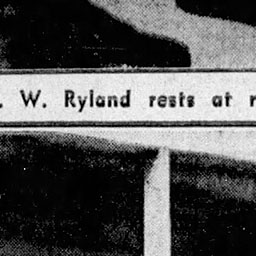 . W. Ryland rests at r